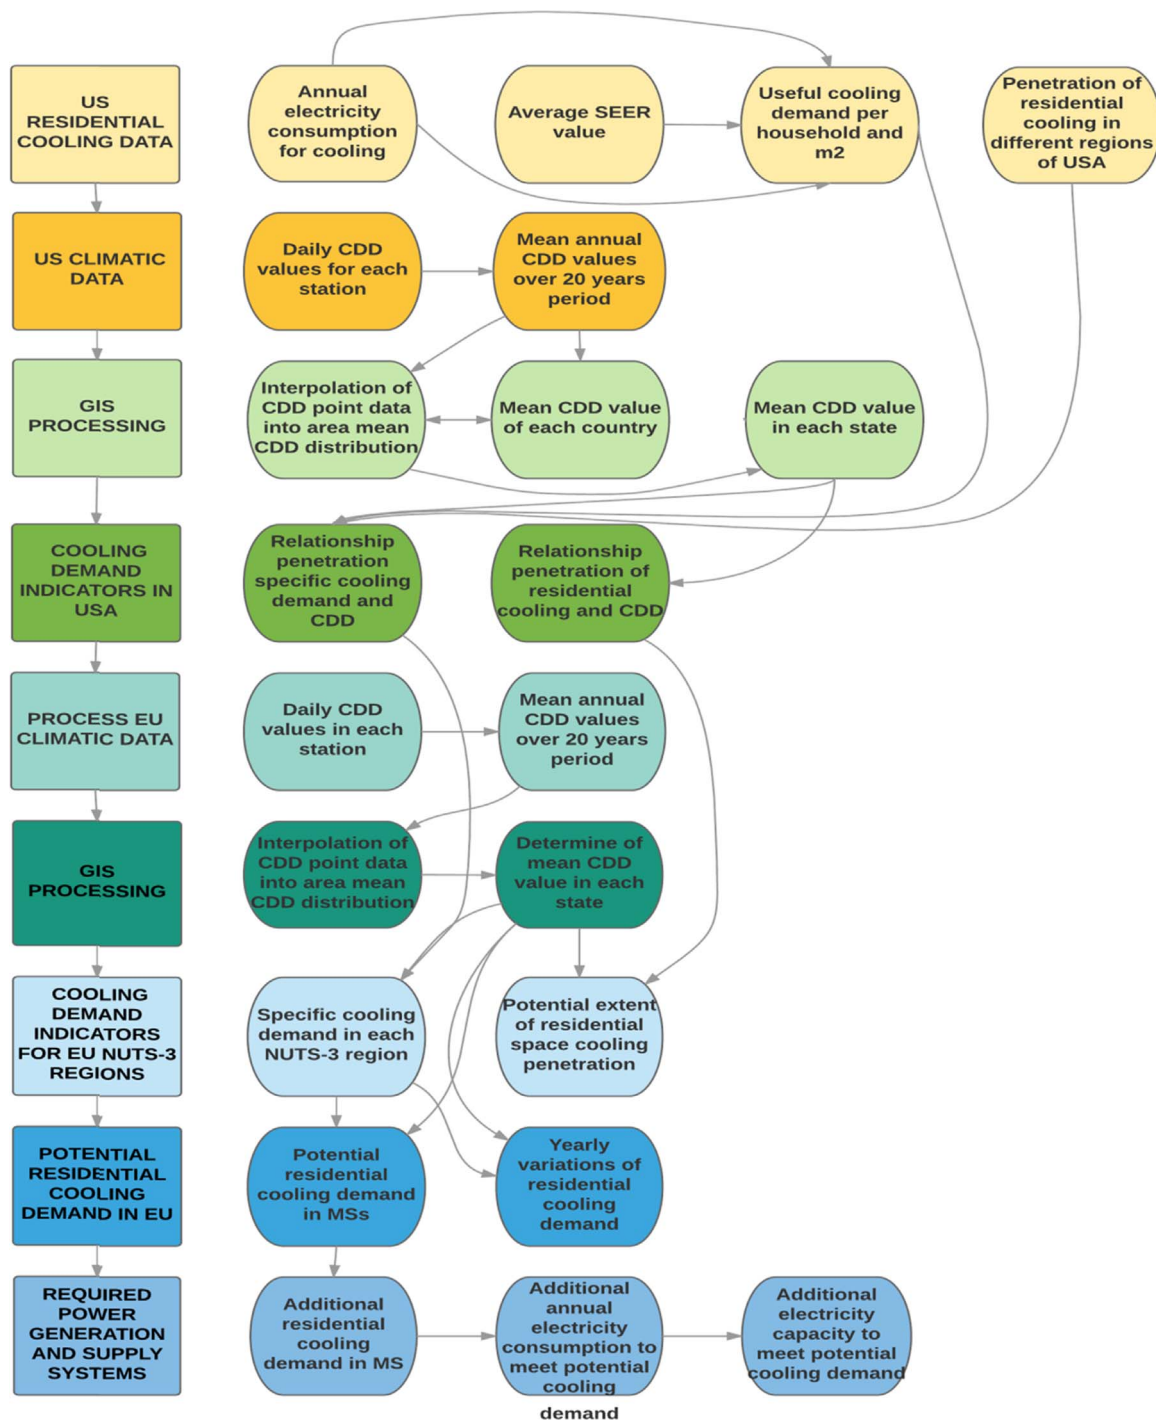 US
RESIDENTIAL
COOLING DATA
Annual
electricity
consumption
for cooling
Average SEER
value
Useful cooling
demand per
household and
m2
Penetration of
residential
cooling in
different regions
of USA
US CLIMATIC
DATA
Daily CDD
values for each
station
Mean annual
CDD values
over 20 years
period
GIS
PROCESSING
Interpolation of
CDD point data
into area mean
CDD distribution
Mean CDD value
of each country
Mean CDD value
in each state
COOLING
DEMAND
INDICATORS IN
USA
Relationship
penetration
specific cooling
demand and
CDD
Relationship
penetration of
residential
cooling and CDD
PROCESS EU
CLIMATIC DATA
Daily CDD
values in each
station
Mean annual
CDD values
over 20 years
period
GIS
PROCESSING
Interpolation of
CDD point data
into area mean
CDD distribution
Determine of
mean CDD
value in each
state
COOLING
DEMAND
INDICATORS
FOR EU NUTS-3
REGIONS
Specific cooling
demand in each
NUTS-3 region
Potential extent
of residential
space cooling
penetration
POTENTIAL
RESIDENTIAL
COOLING
DEMAND IN EU
Potential
residential
cooling demand
in MSs
Yearly
variations of
residential
cooling
demand
REQUIRED
POWER
GENERATION
AND SUPPLY
SYSTEMS
Additional
residential
cooling
demand in MS
Additional
annual
electricity
consumption to
meet potential
cooling
demand
Additional
electricity
capacity to
meet potential
cooling demand